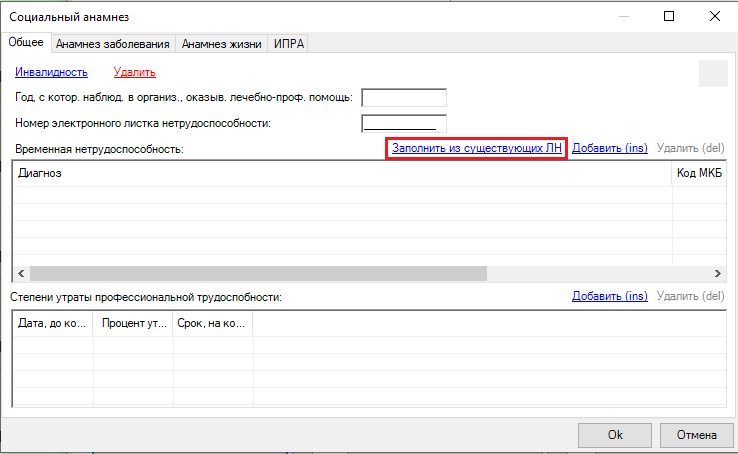 Социальный анамнез
Общее Анамнез заболевания Анамнез жизни ИПРА
Инвалидность Удалить
Год, с котор. наблюд. в организ., оказыв. лечебно-проф. помощь:
Номер электронного листка нетрудоспособности:
Временная нетрудоспособность: Заполнить из существующих ЛН Добавить (ins) Удалить (del)
Диагноз Код МКБ
Степени утраты профессиональной трудоспобности: Добавить (ins) Удалить (del)
Дата, до ко... Процент ут... Срок, на ко...
Ok Отмена